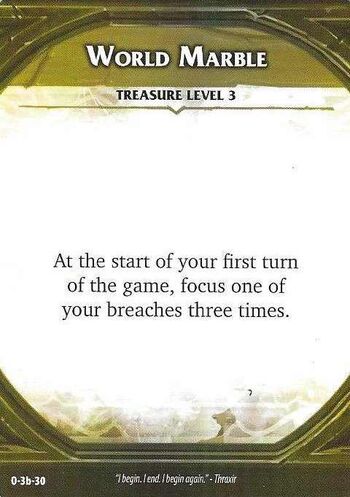 World Marble
Treasure Level 3
At the start of your first turn
of the game, focus one of
your breaches three times.
0-3b-30
"I begin. I end. I begin again." - Thraxir